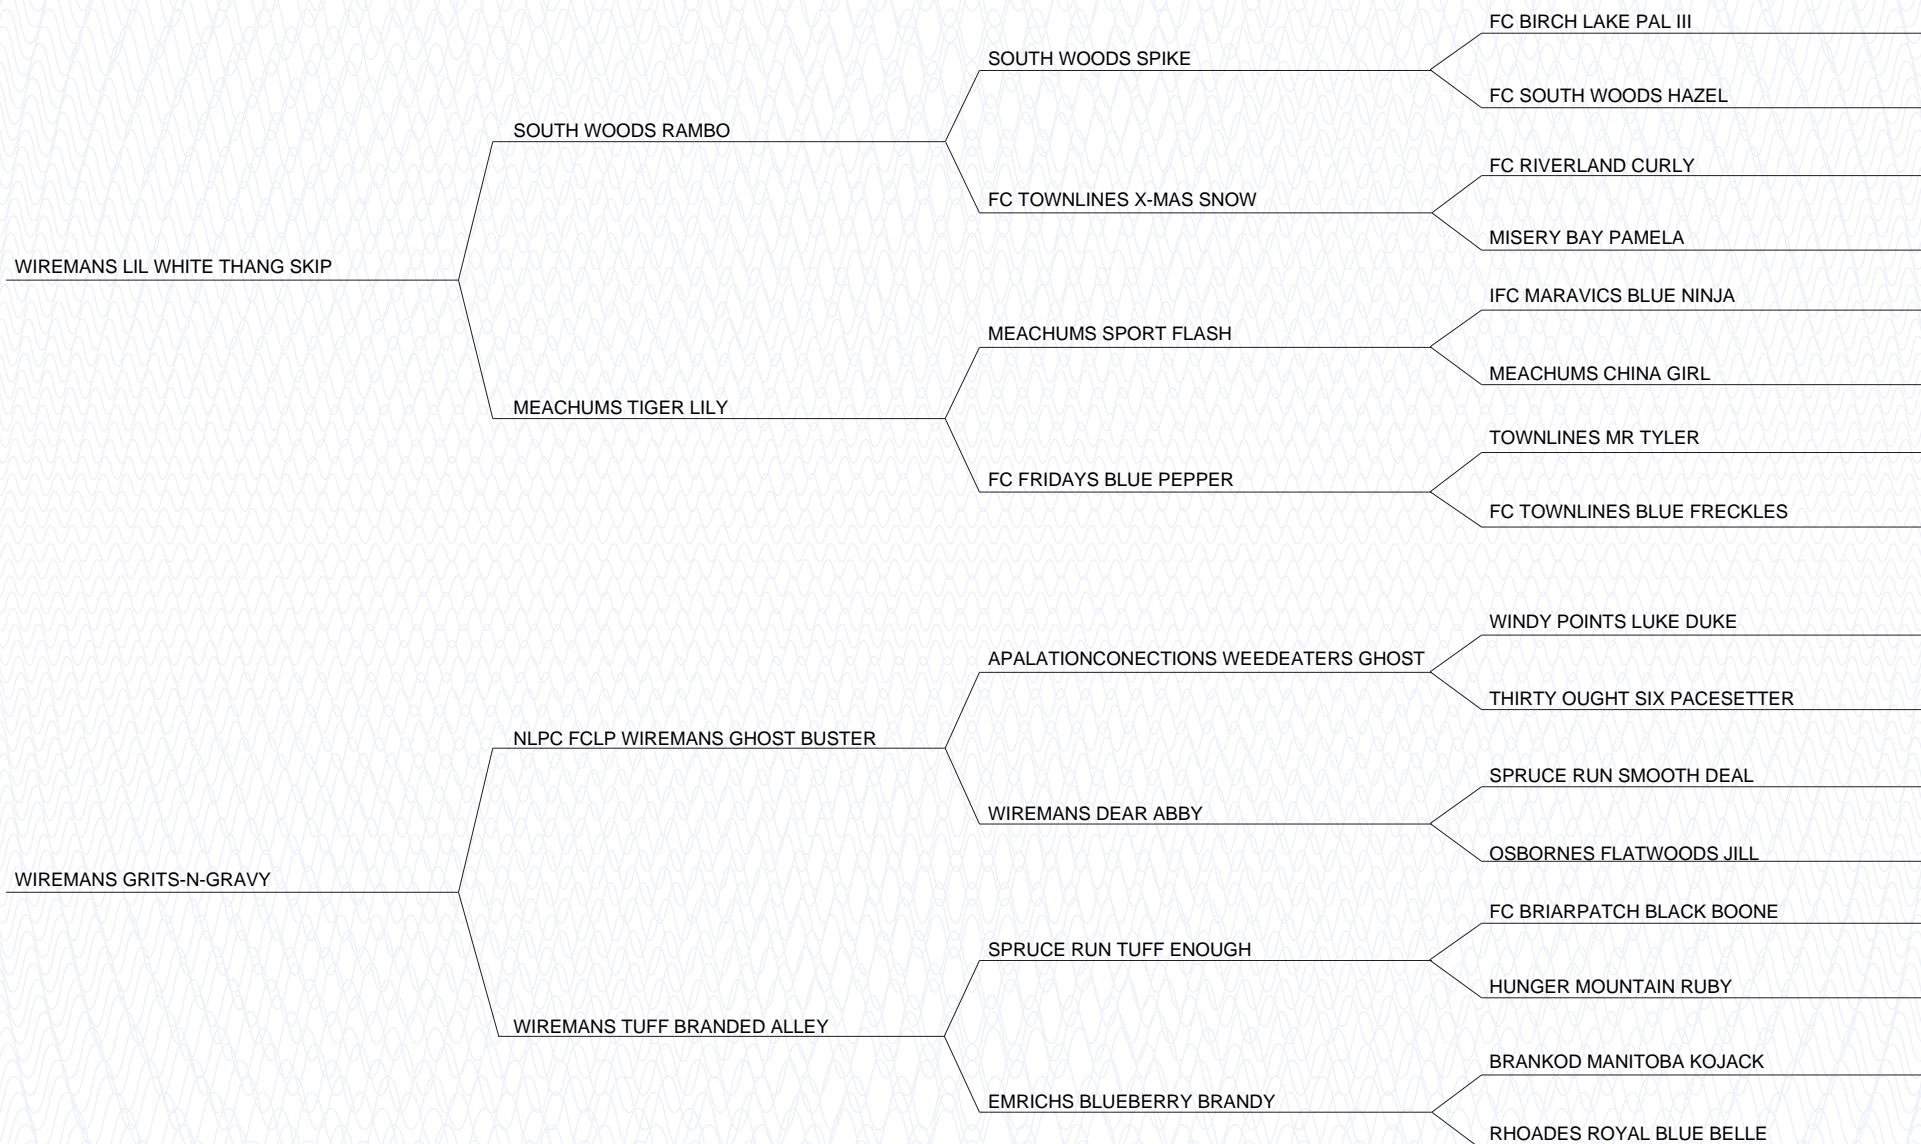 FC BIRCH LAKE PAL III
SOUTH WOODS SPIKE
FC SOUTH WOODS HAZEL
SOUTH WOODS RAMBO
FC RIVERLAND CURLY
FC TOWNLINES X-MAS SNOW
MISERY BAY PAMELA
WIREMANS LIL WHITE THANG SKIP
IFC MARAVICS BLUE NINJA
MEACHUMS SPORT FLASH
MEACHUMS CHINA GIRL
MEACHUMS TIGER LILY
TOWNLINES MR TYLER
FC FRIDAYS BLUE PEPPER
FC TOWNLINES BLUE FRECKLES
WINDY POINTS LUKE DUKE
APALATIONCONECTIONS WEEDEATERS GHOST
THIRTY OUGHT SIX PACESETTER
NLPC FCLP WIREMANS GHOST BUSTER
SPRUCE RUN SMOOTH DEAL
WIREMANS DEAR ABBY
OSBORNES FLATWOODS JILL
WIREMANS GRITS-N-GRAVY
FC BRIARPATCH BLACK BOONE
SPRUCE RUN TUFF ENOUGH
HUNGER MOUNTAIN RUBY
WIREMANS TUFF BRANDED ALLEY
BRANKOD MANITOBA KOJACK
EMRICHS BLUEBERRY BRANDY
RHOADES ROYAL BLUE BELLE